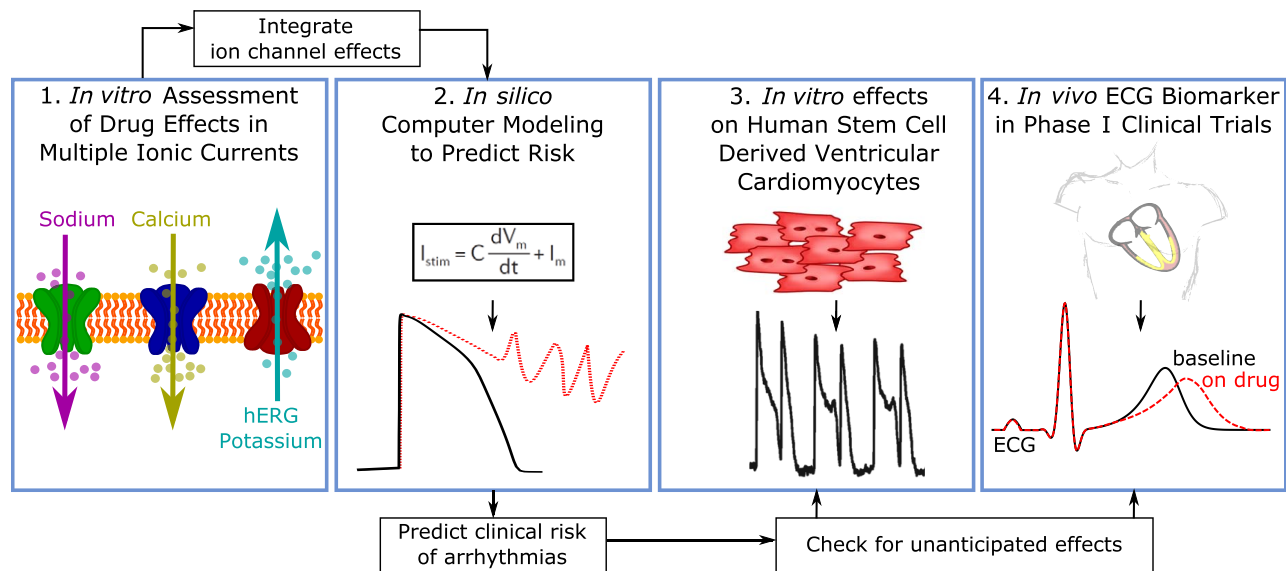 Integrate
ion channel effects
1. In vitro Assessment
of Drug Effects in
Multiple Ionic Currents
Sodium
Calcium
hERG
Potassium
2. In silico
Computer Modeling
to Predict Risk
I_stim = C dV_m/dt + I_m
3. In vitro effects
on Human Stem Cell
Derived Ventricular
Cardiomyocytes
4. In vivo ECG Biomarker
in Phase I Clinical Trials
baseline
on drug
ECG
Predict clinical risk
of arrhythmias
Check for unanticipated effects